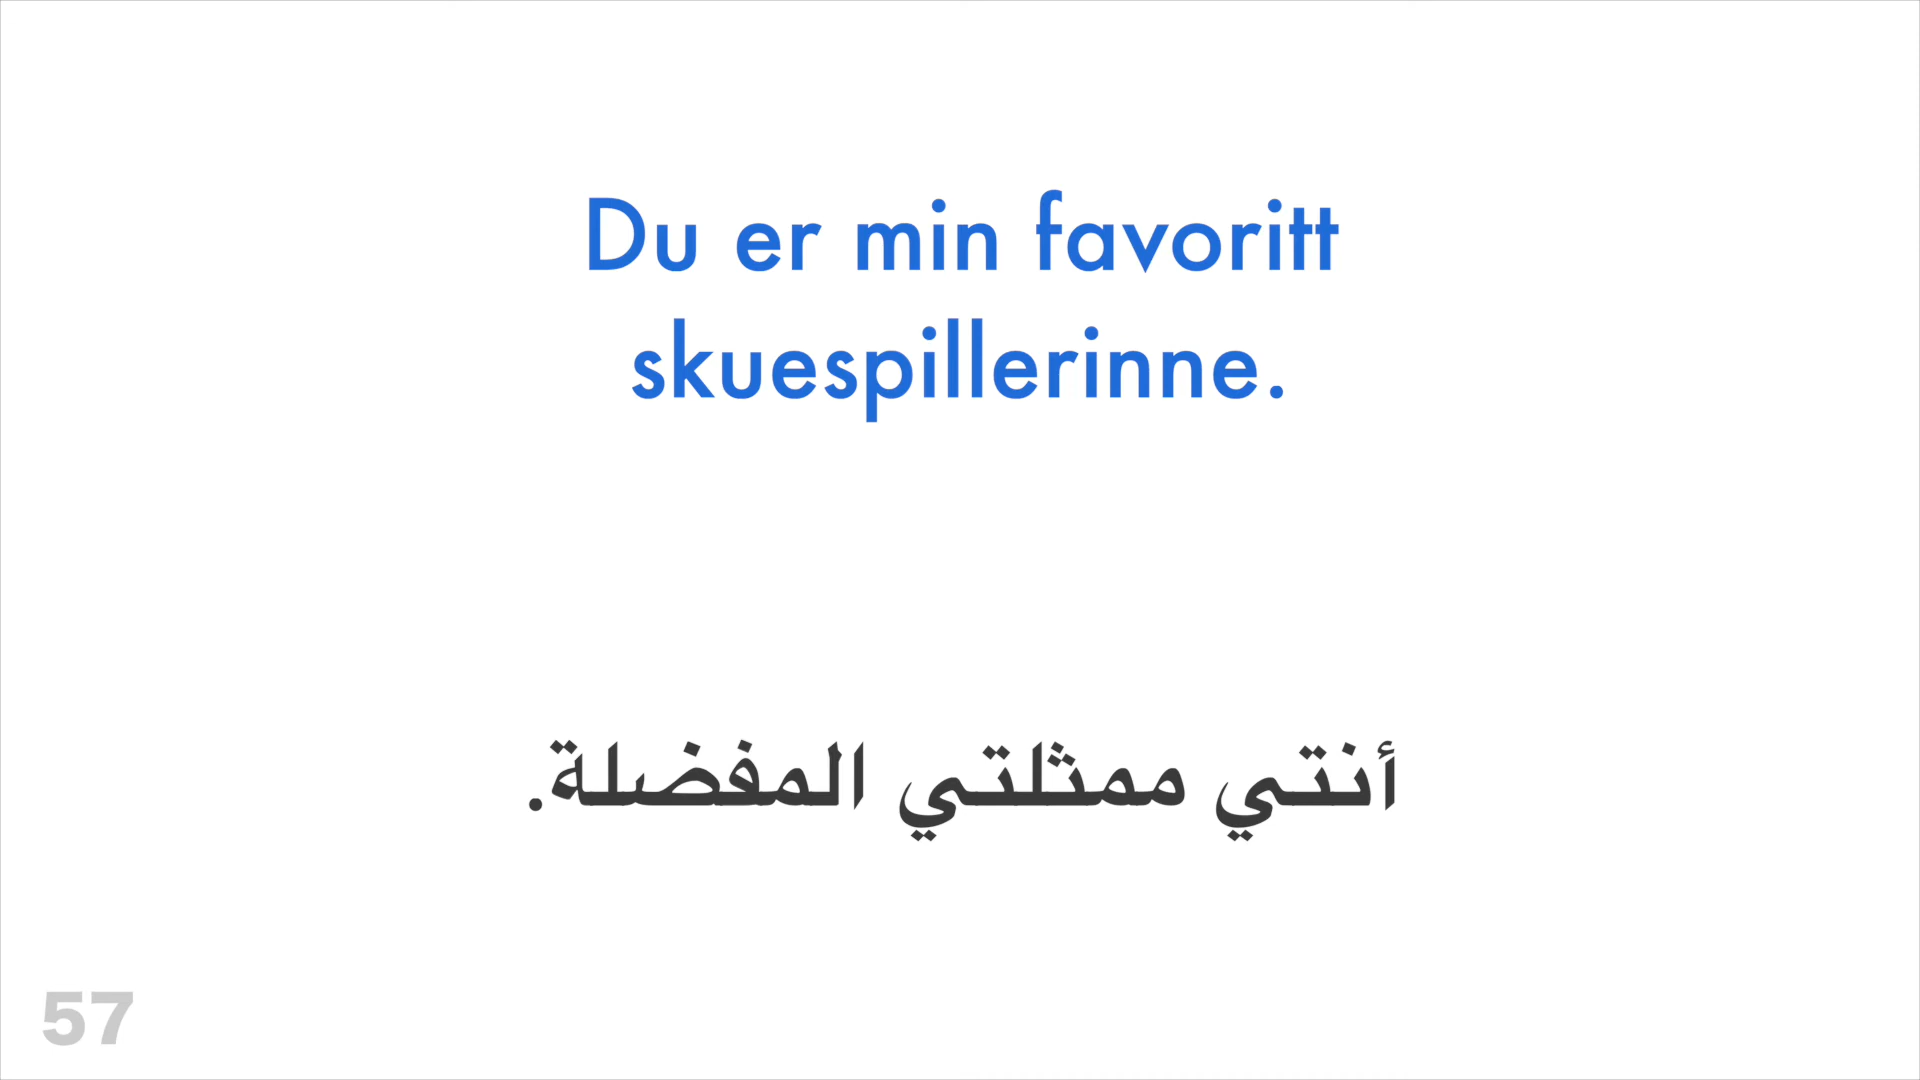 Du er min favoritt
skuespillerinne.
أنتي ممثلتي المفضلة.
57